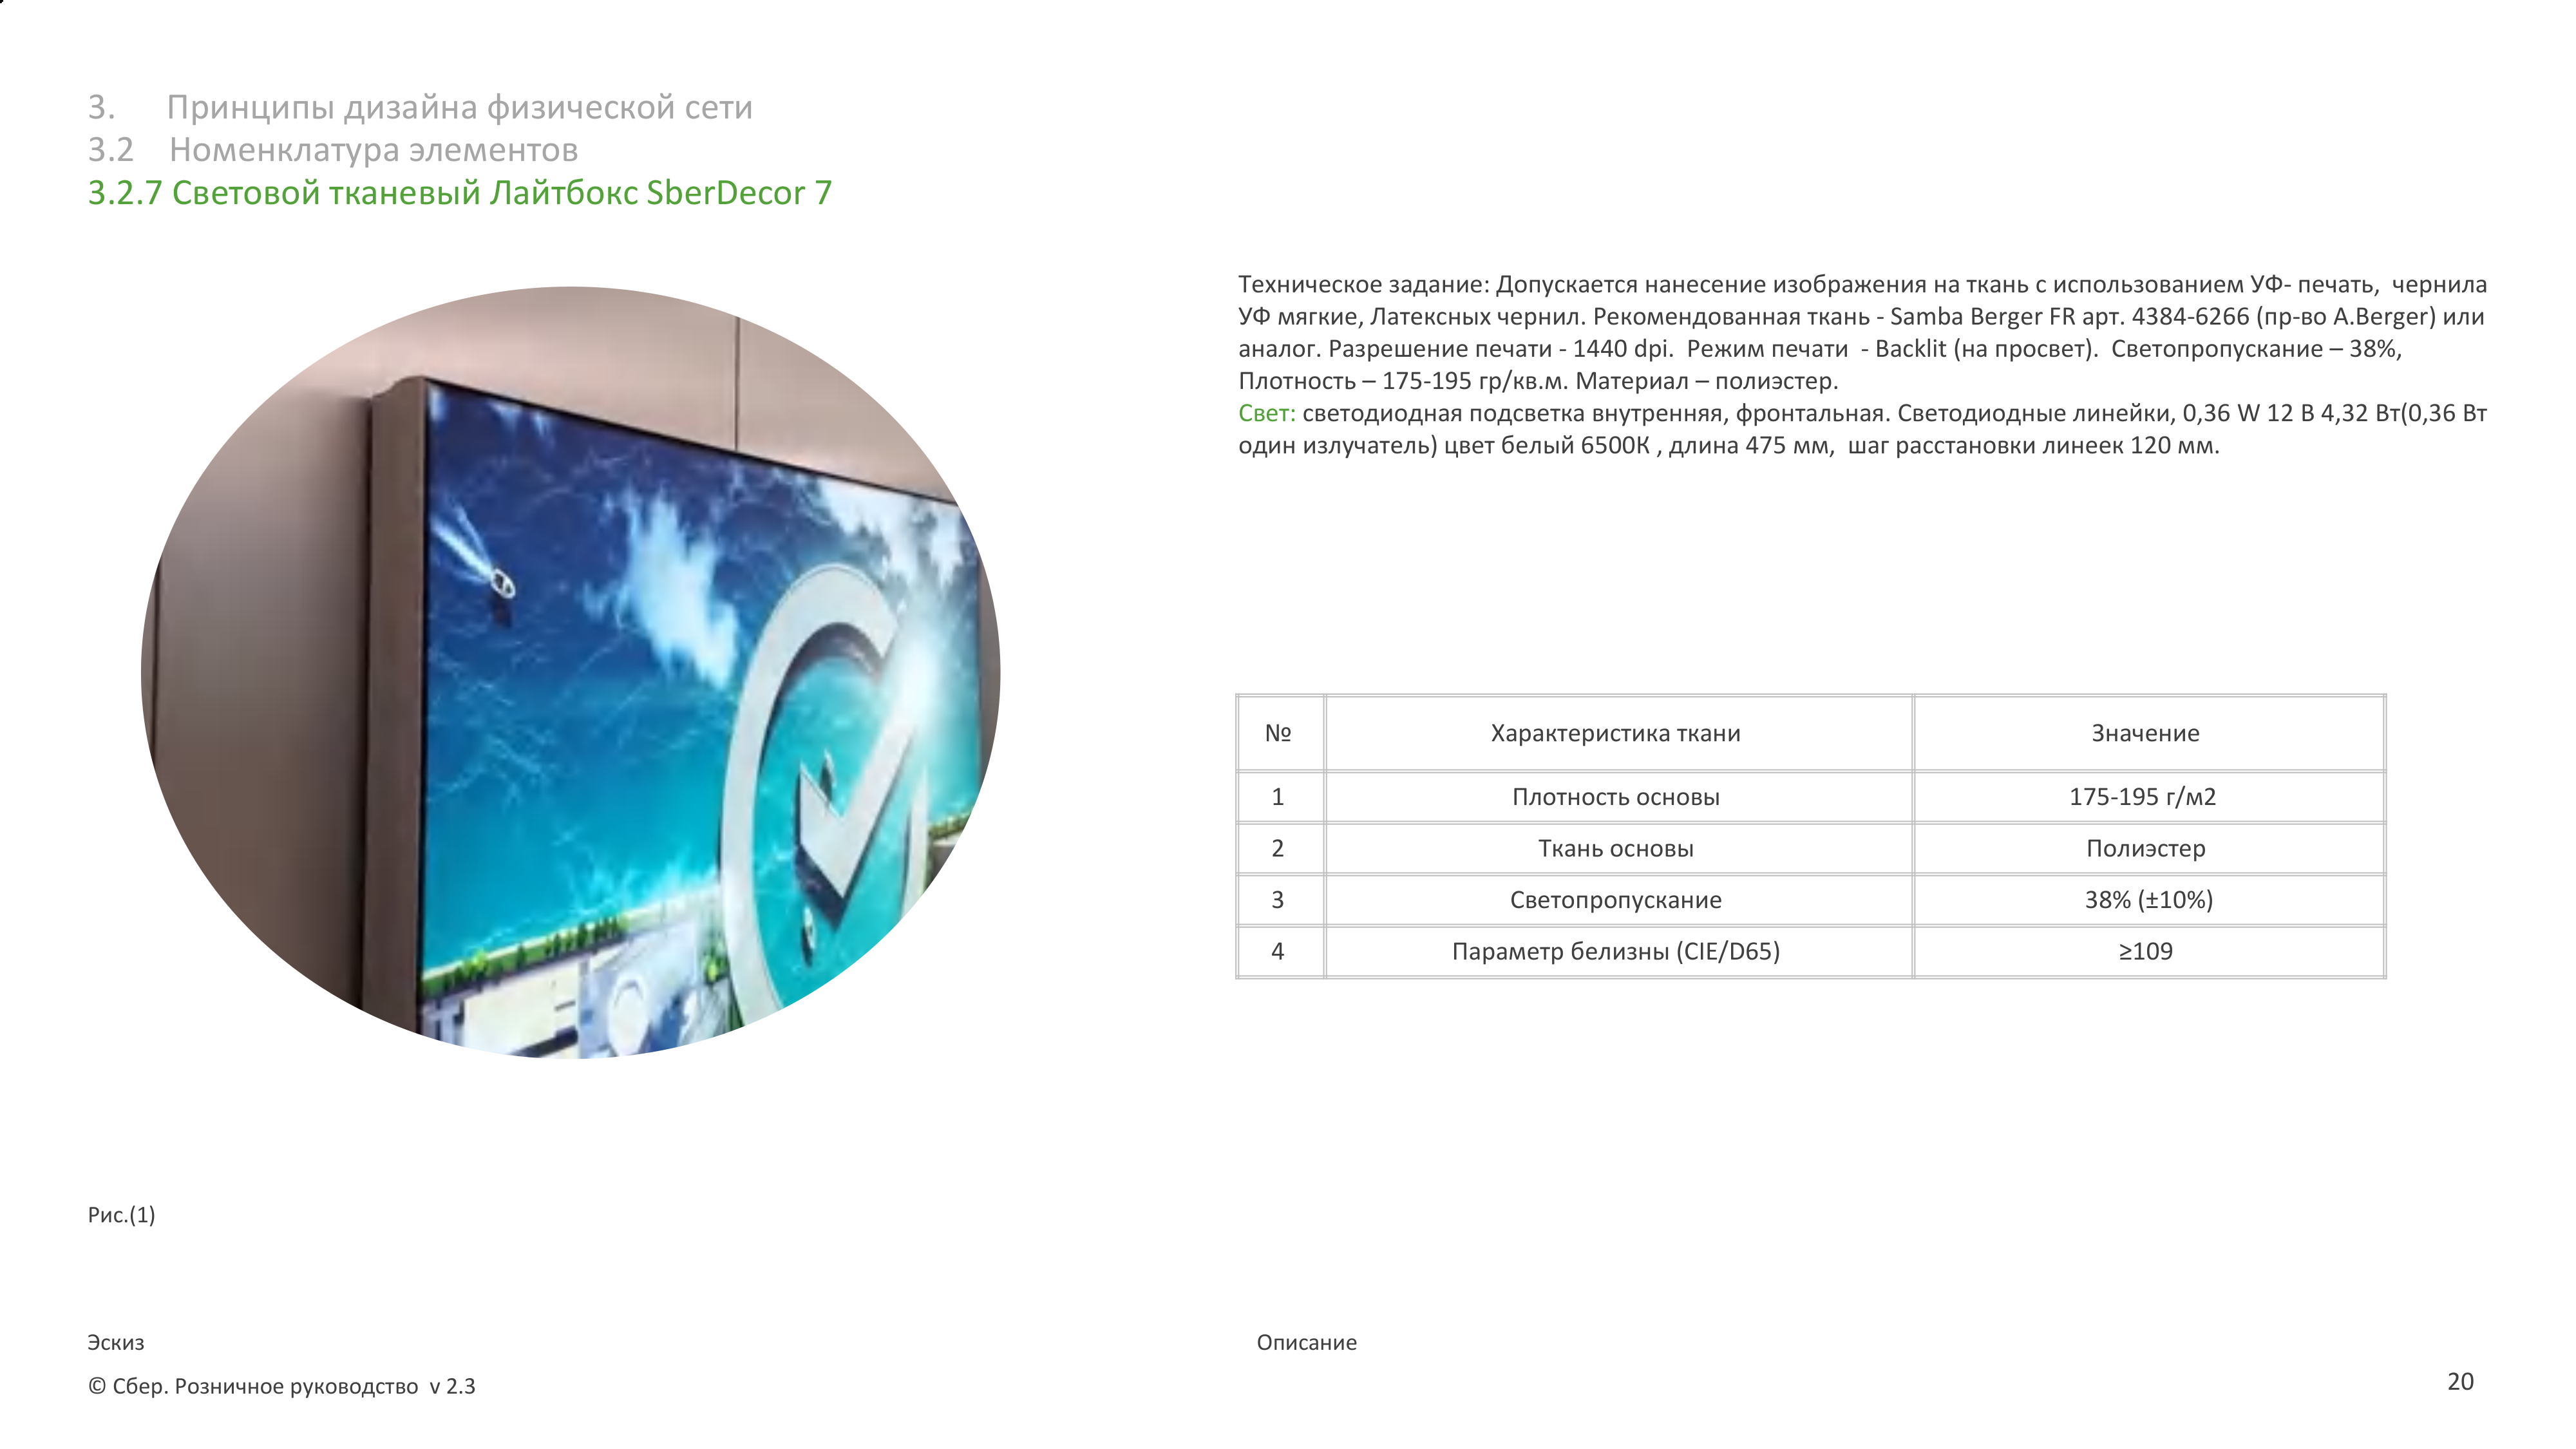 3. Принципы дизайна физической сети
3.2 Номенклатура элементов
3.2.7 Световой тканевый Лайтбокс SberDecor 7
Техническое задание: Допускается нанесение изображения на ткань с использованием УФ- печать, чернила
УФ мягкие, Латексных чернил. Рекомендованная ткань - Samba Berger FR арт. 4384-6266 (пр-во A.Berger) или
аналог. Разрешение печати - 1440 dpi. Режим печати - Backlit (на просвет). Светопропускание – 38%,
Плотность – 175-195 гр/кв.м. Материал – полиэстер.
Свет: светодиодная подсветка внутренняя, фронтальная. Светодиодные линейки, 0,36 W 12 В 4,32 Вт(0,36 Вт
один излучатель) цвет белый 6500К , длина 475 мм, шаг расстановки линеек 120 мм.
№ Характеристика ткани Значение
1 Плотность основы 175-195 г/м2
2 Ткань основы Полиэстер
3 Светопропускание 38% (±10%)
4 Параметр белизны (CIE/D65) ≥109
Рис.(1)
Эскиз
Описание
© Сбер. Розничное руководство v 2.3
20